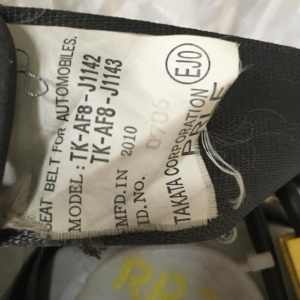 SEAT BELT FOR AUTOMOBILES.
MODEL: TK-AF8-J1142
TK-AF8-J1143
MFD. IN 2010
ID. NO. 0706
TAKATA CORPORATION
PRLE
EJO